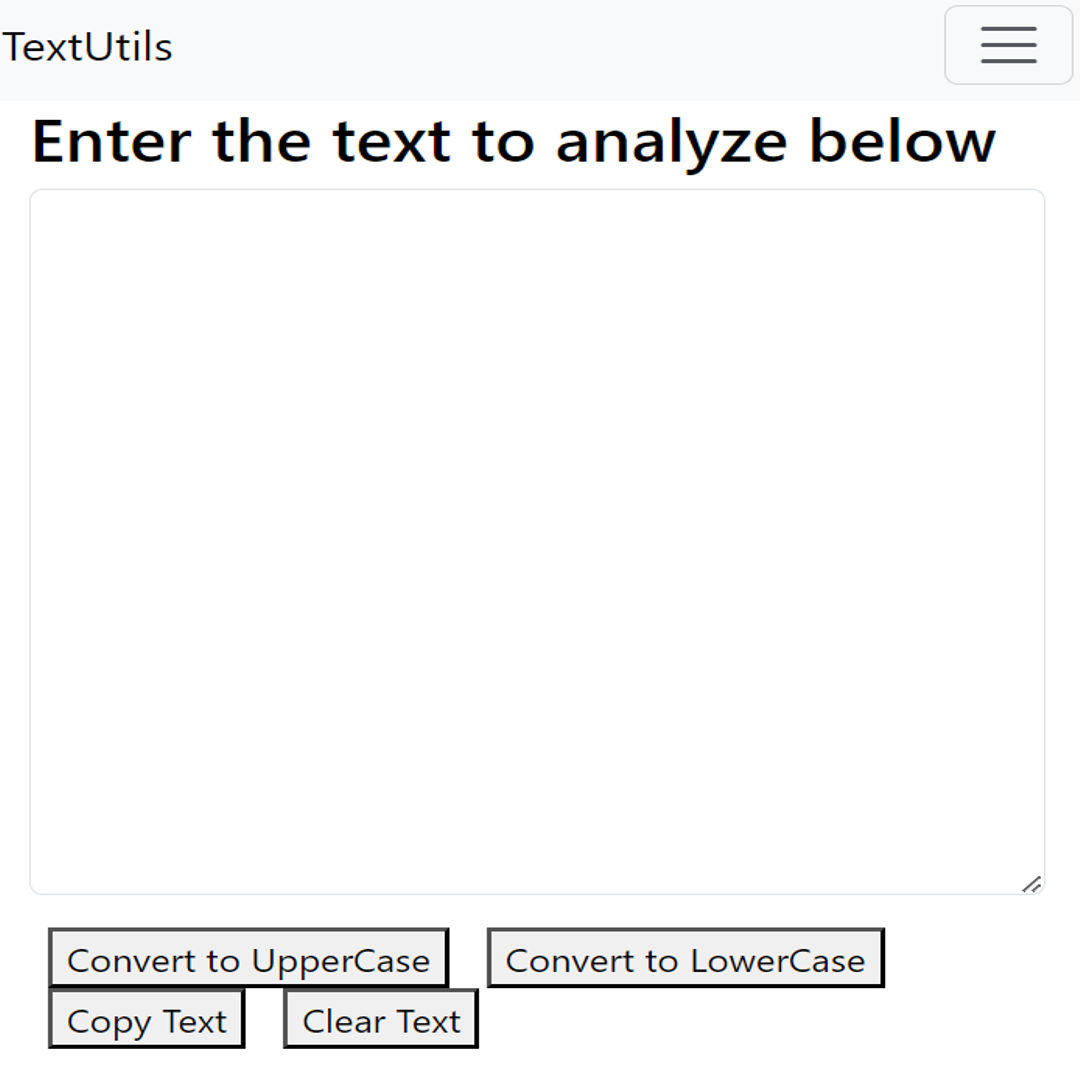 TextUtils
Enter the text to analyze below
Convert to UpperCase Convert to LowerCase
Copy Text Clear Text